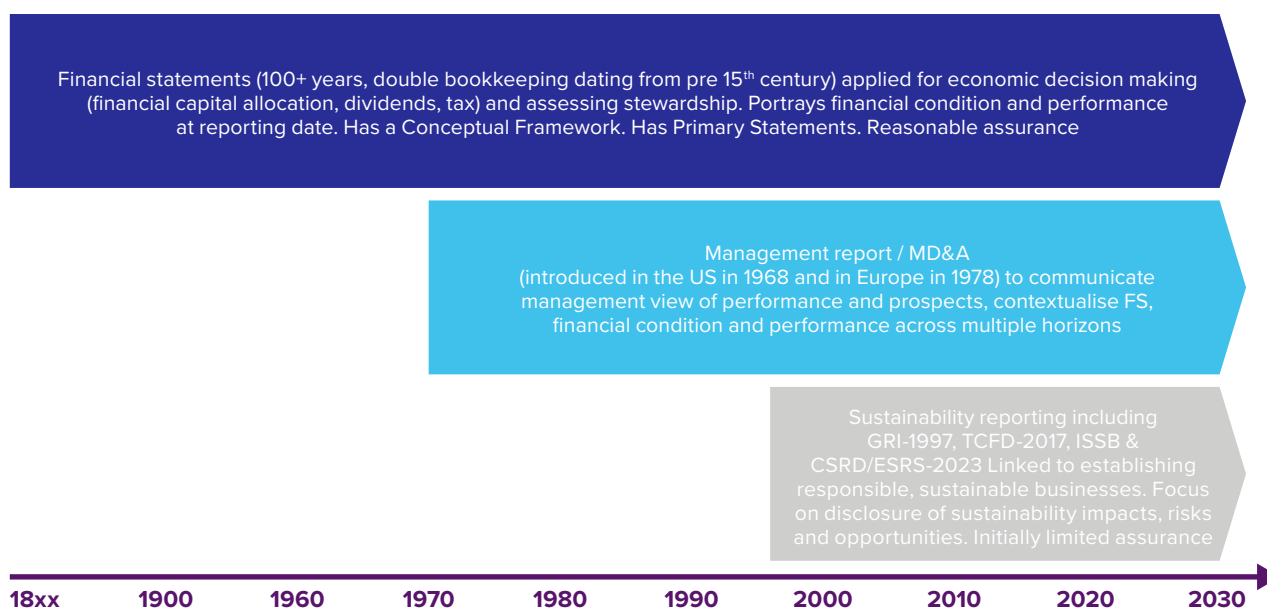 Financial statements (100+ years, double bookkeeping dating from pre 15th century) applied for economic decision making
(financial capital allocation, dividends, tax) and assessing stewardship. Portrays financial condition and performance
at reporting date. Has a Conceptual Framework. Has Primary Statements. Reasonable assurance
Management report / MD&A
(introduced in the US in 1968 and in Europe in 1978) to communicate
management view of performance and prospects, contextualise FS,
financial condition and performance across multiple horizons
Sustainability reporting including
GRI-1997, TCFD-2017, ISSB &
CSRD/ESRS-2023 Linked to establishing
responsible, sustainable businesses. Focus
on disclosure of sustainability impacts, risks
and opportunities. Initially limited assurance
18xx 1900 1960 1970 1980 1990 2000 2010 2020 2030